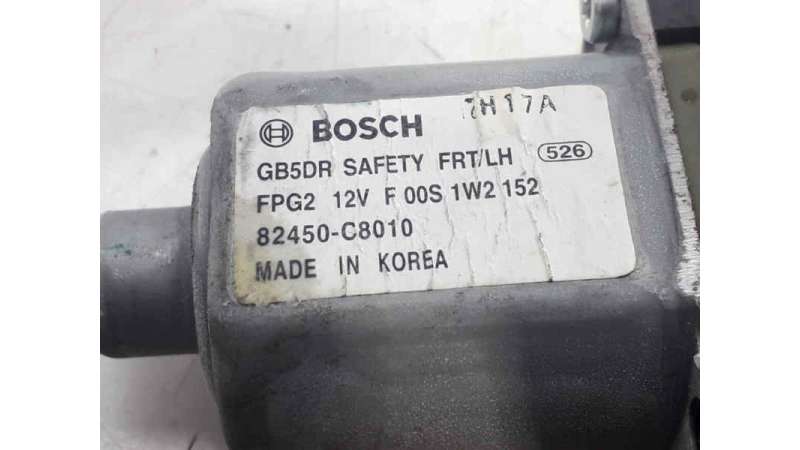 BOSCH 7H17A
GB5DR SAFETY FRT/LH 526
FPG2 12V F 00S 1W2 152
82450-C8010
MADE IN KOREA